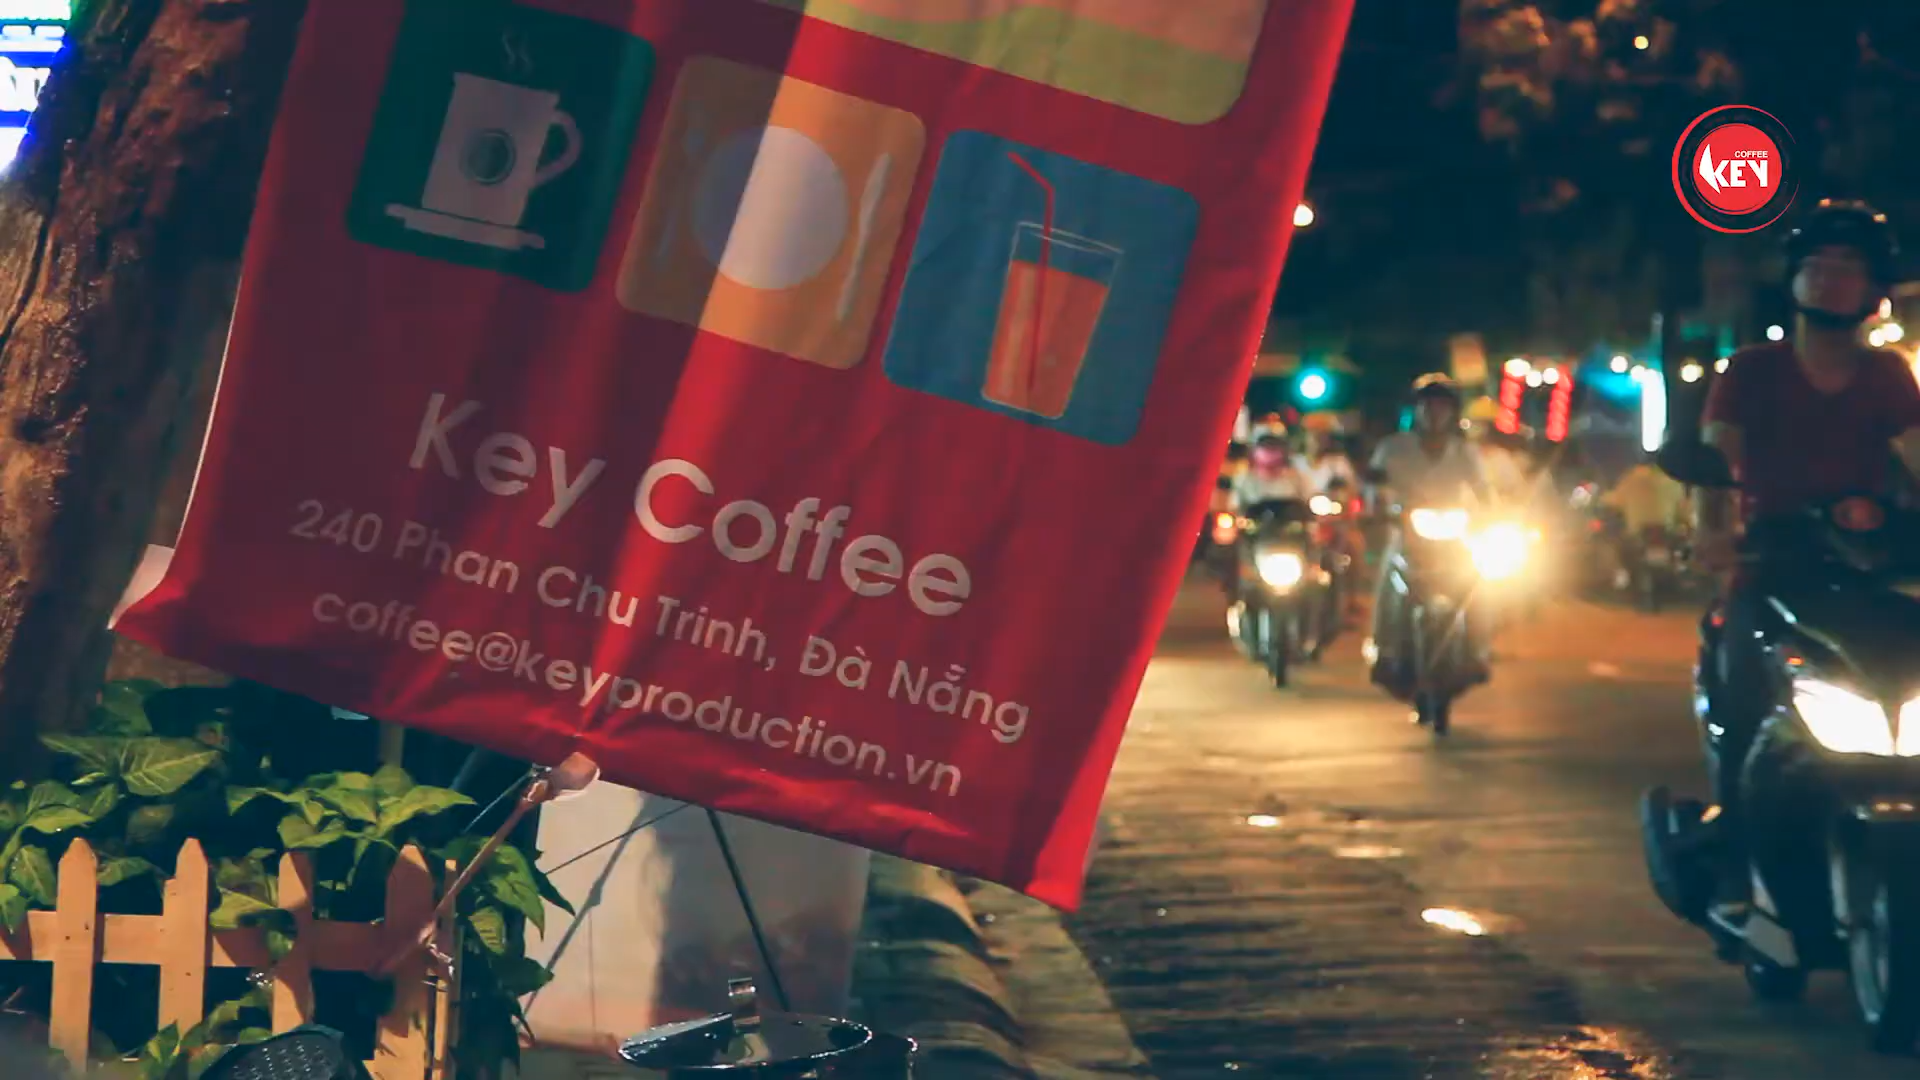 Key Coffee
240 Phan Chu Trinh, Đà Nẵng
coffee@keyproduction.vn
COFFEE
KEY